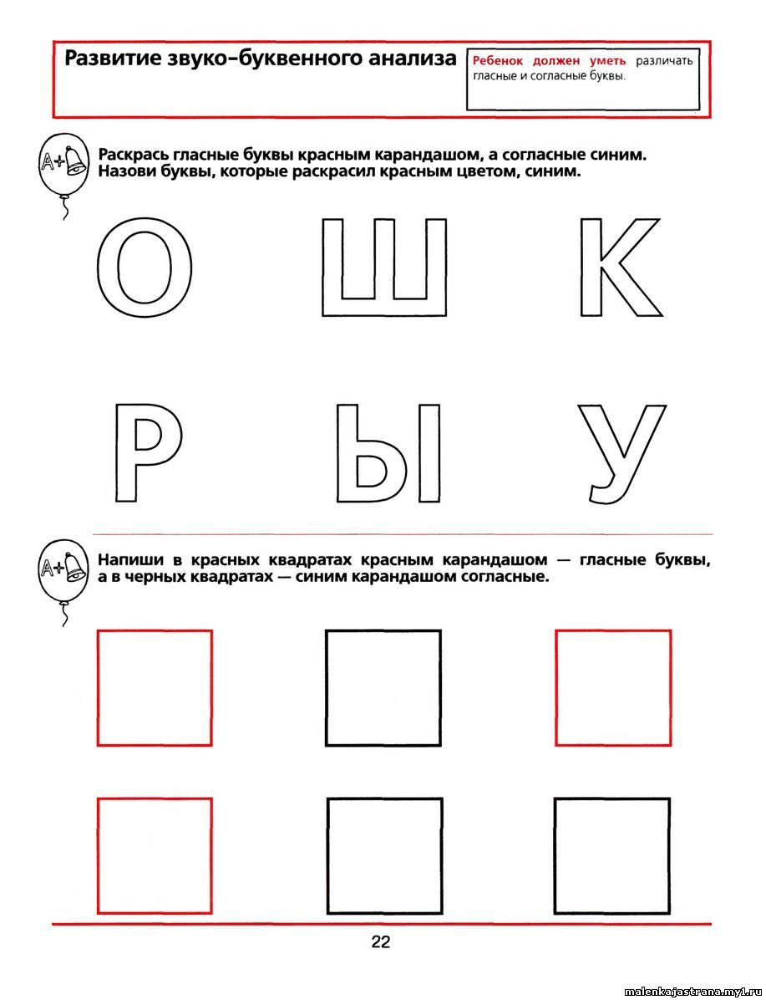 Развитие звуко-буквенного анализа
Ребенок должен уметь различать
гласные и согласные буквы.
А+
Раскрась гласные буквы красным карандашом, а согласные синим.
Назови буквы, которые раскрасил красным цветом, синим.
О Ш К
Р Ы У
А+
Напиши в красных квадратах красным карандашом — гласные буквы,
а в черных квадратах — синим карандашом согласные.
22
malenkajastrana.my1.ru